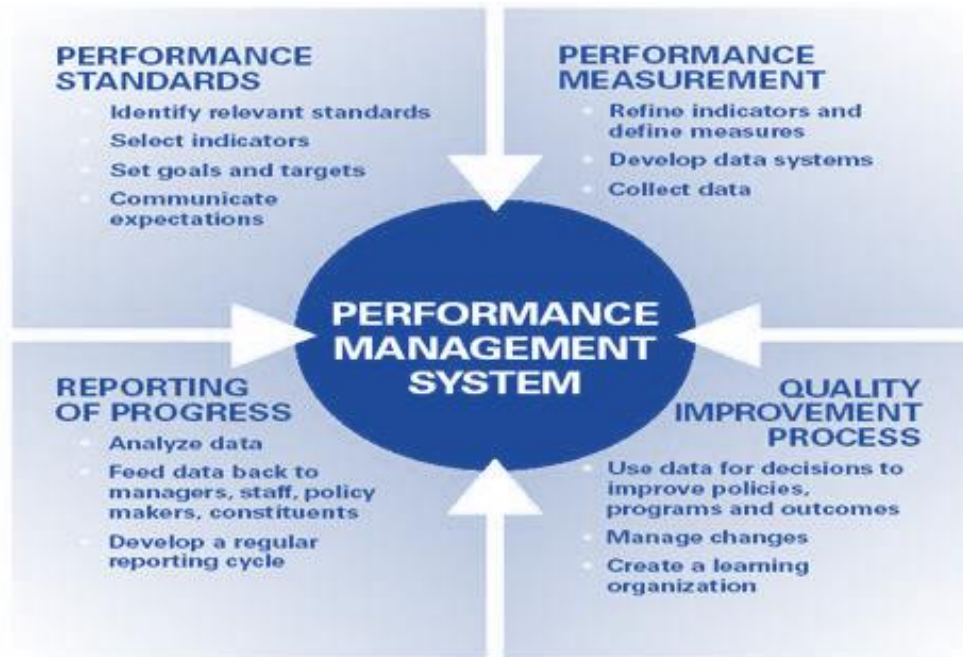 PERFORMANCE
STANDARDS
Identify relevant standards
Select indicators
Set goals and targets
Communicate
expectations
PERFORMANCE
MEASUREMENT
Refine indicators and
define measures
Develop data systems
Collect data
PERFORMANCE
MANAGEMENT
SYSTEM
REPORTING
OF PROGRESS
Analyze data
Feed data back to
managers, staff, policy
makers, constituents
Develop a regular
reporting cycle
QUALITY
IMPROVEMENT
PROCESS
Use data for decisions to
improve policies,
programs and outcomes
Manage changes
Create a learning
organization